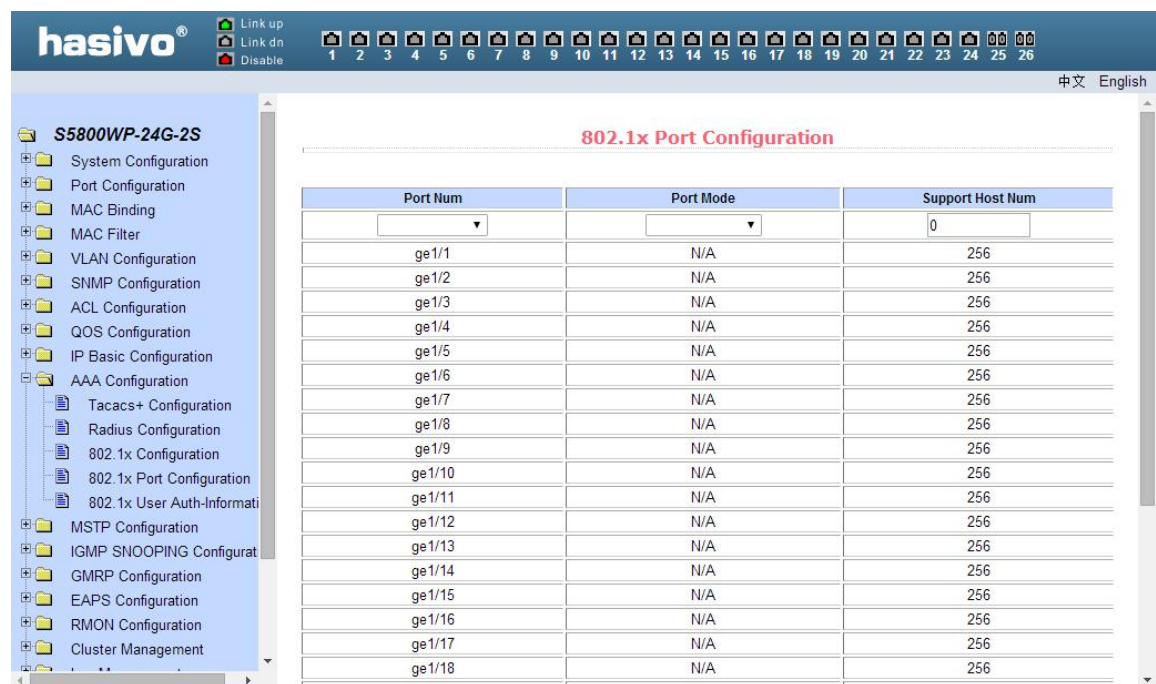 hasivo®
Link up
Link dn
Disable
1 2 3 4 5 6 7 8 9 10 11 12 13 14 15 16 17 18 19 20 21 22 23 24 25 26
中文 English
S5800WP-24G-2S
System Configuration
Port Configuration
MAC Binding
MAC Filter
VLAN Configuration
SNMP Configuration
ACL Configuration
QOS Configuration
IP Basic Configuration
AAA Configuration
Tacacs+ Configuration
Radius Configuration
802.1x Configuration
802.1x Port Configuration
802.1x User Auth-Informati
MSTP Configuration
IGMP SNOOPING Configurat
GMRP Configuration
EAPS Configuration
RMON Configuration
Cluster Management
802.1x Port Configuration
Port Num Port Mode Support Host Num
0
ge1/1 N/A 256
ge1/2 N/A 256
ge1/3 N/A 256
ge1/4 N/A 256
ge1/5 N/A 256
ge1/6 N/A 256
ge1/7 N/A 256
ge1/8 N/A 256
ge1/9 N/A 256
ge1/10 N/A 256
ge1/11 N/A 256
ge1/12 N/A 256
ge1/13 N/A 256
ge1/14 N/A 256
ge1/15 N/A 256
ge1/16 N/A 256
ge1/17 N/A 256
ge1/18 N/A 256